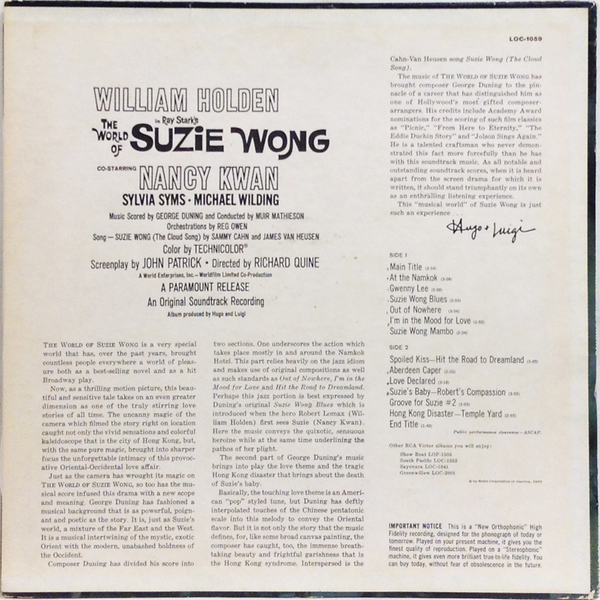 LOC-1089
WILLIAM HOLDEN
in Ray Stark's
THE WORLD OF SUZIE WONG
CO-STARRING
NANCY KWAN
SYLVIA SYMS • MICHAEL WILDING
Music Scored by GEORGE DUNING and Conducted by MUIR MATHIESON
Orchestrations by REG OWEN
Song — SUZIE WONG (The Cloud Song) by SAMMY CAHN and JAMES VAN HEUSEN
Color by TECHNICOLOR®
Screenplay by JOHN PATRICK • Directed by RICHARD QUINE
A World Enterprises, Inc.—Worldfilm Limited Co-Production
A PARAMOUNT RELEASE
An Original Soundtrack Recording
Album produced by Hugo and Luigi
THE WORLD OF SUZIE WONG is a very special
world that has, over the past years, brought
countless people everywhere a world of pleas-
ure both as a best-selling novel and as a hit
Broadway play.
Now, as a thrilling motion picture, this beau-
tiful and sensitive tale takes on an even greater
dimension as one of the truly stirring love
stories of all time. The uncanny magic of the
camera which filmed the story right on location
caught not only the vivid sensations and colorful
kaleidoscope that is the city of Hong Kong, but,
with the same pure magic, brought into sharper
focus the unforgettable intimacy of this provoc-
ative Oriental-Occidental love affair.
Just as the camera has wrought its magic on
THE WORLD OF SUZIE WONG, so too has the mu-
sical score infused this drama with a new scope
and meaning. George Duning has fashioned a
musical background that is as powerful, poign-
ant and poetic as the story. It is, just as Suzie's
world, a mixture of the Far East and the West.
It is a musical intertwining of the mystic, exotic
Orient with the modern, unabashed boldness of
the Occident.
Composer Duning has divided his score into
two sections. One underscores the action which
takes place mostly in and around the Namkok
Hotel. This part relies heavily on the jazz idiom
and makes use of original compositions as well
as such standards as Out of Nowhere, I'm in the
Mood for Love and Hit the Road to Dreamland.
Perhaps this jazz portion is best expressed by
Duning's original Suzie Wong Blues which is
introduced when the hero Robert Lomax (Wil-
liam Holden) first sees Suzie (Nancy Kwan).
Here the music conveys the quixotic, sensuous
heroine while at the same time underlining the
pathos of her plight.
The second part of George Duning's music
brings into play the love theme and the tragic
Hong Kong disaster that brings about the death
of Suzie's baby.
Basically, the touching love theme is an Ameri-
can "pop" styled tune, but Duning has deftly
interpolated touches of the Chinese pentatonic
scale into this melody to convey the Oriental
flavor. But it is not only the story that the music
defines, for, like some broad canvas painting, the
composer has caught, too, the immense breath-
taking beauty and frightful garishness that is
the Hong Kong syndrome. Interspersed is the
Cahn-Van Heusen song Suzie Wong (The Cloud
Song).
The music of THE WORLD OF SUZIE WONG has
brought composer George Duning to the pin-
nacle of a career that has distinguished him as
one of Hollywood's most gifted composer-
arrangers. His credits include Academy Award
nominations for the scoring of such film classics
as "Picnic," "From Here to Eternity," "The
Eddie Duchin Story" and "Jolson Sings Again."
He is a talented craftsman who never demon-
strated this fact more forcefully than he has
with this soundtrack music. As all notable and
outstanding soundtrack scores, when it is heard
apart from the screen drama for which it is
written, it should stand triumphantly on its own
as an enthralling listening experience.
This "musical world" of Suzie Wong is just
such an experience . . .
Hugo & Luigi
SIDE 1
Main Title
At the Namkok
Gwenny Lee
Suzie Wong Blues
Out of Nowhere
I'm in the Mood for Love
Suzie Wong Mambo
SIDE 2
Spoiled Kiss—Hit the Road to Dreamland
Aberdeen Caper
Love Declared
Suzie's Baby—Robert's Compassion
Groove for Suzie #2
Hong Kong Disaster—Temple Yard
End Title
Public performance clearance—ASCAP.
Other RCA Victor albums you will enjoy:
Show Boat
South Pacific
Sayonara
IMPORTANT NOTICE This is a "New Orthophonic" High
Fidelity recording, designed for the phonograph of today or
tomorrow. Played on your present machine, it gives you the
finest quality of reproduction. Played on a "Stereophonic"
machine, it gives even more brilliant true-to-life fidelity. You
can buy today, without fear of obsolescence in the future.